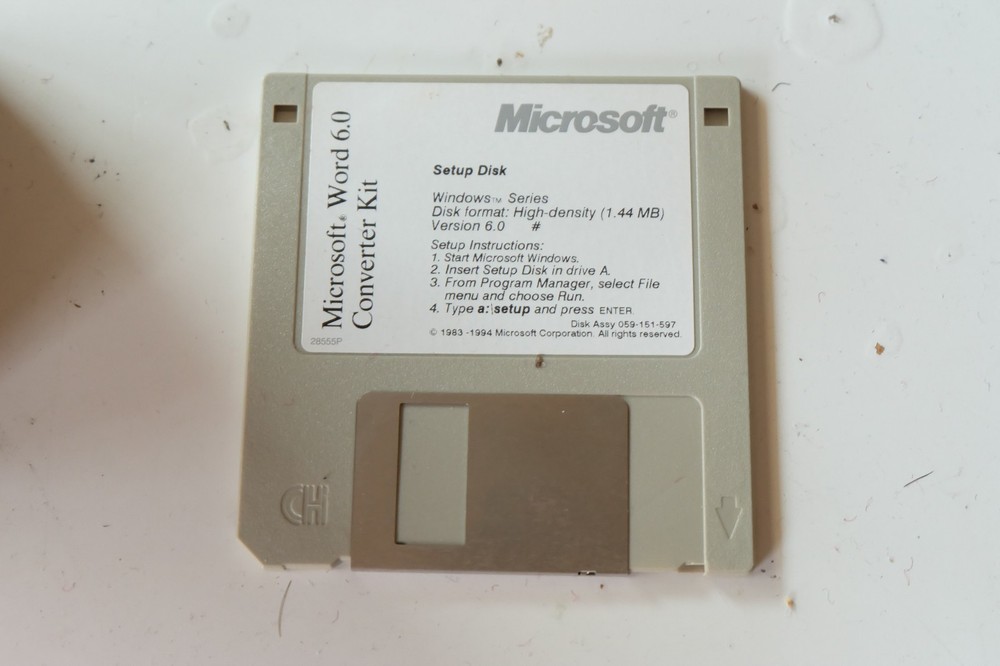 Microsoft® Word 6.0
Converter Kit
Microsoft®
Setup Disk
Windows™ Series
Disk format: High-density (1.44 MB)
Version 6.0 #
Setup Instructions:
1. Start Microsoft Windows.
2. Insert Setup Disk in drive A.
3. From Program Manager, select File
menu and choose Run.
4. Type a:\setup and press ENTER.
Disk Assy 059-151-597
© 1983 -1994 Microsoft Corporation. All rights reserved.
28555P
CH